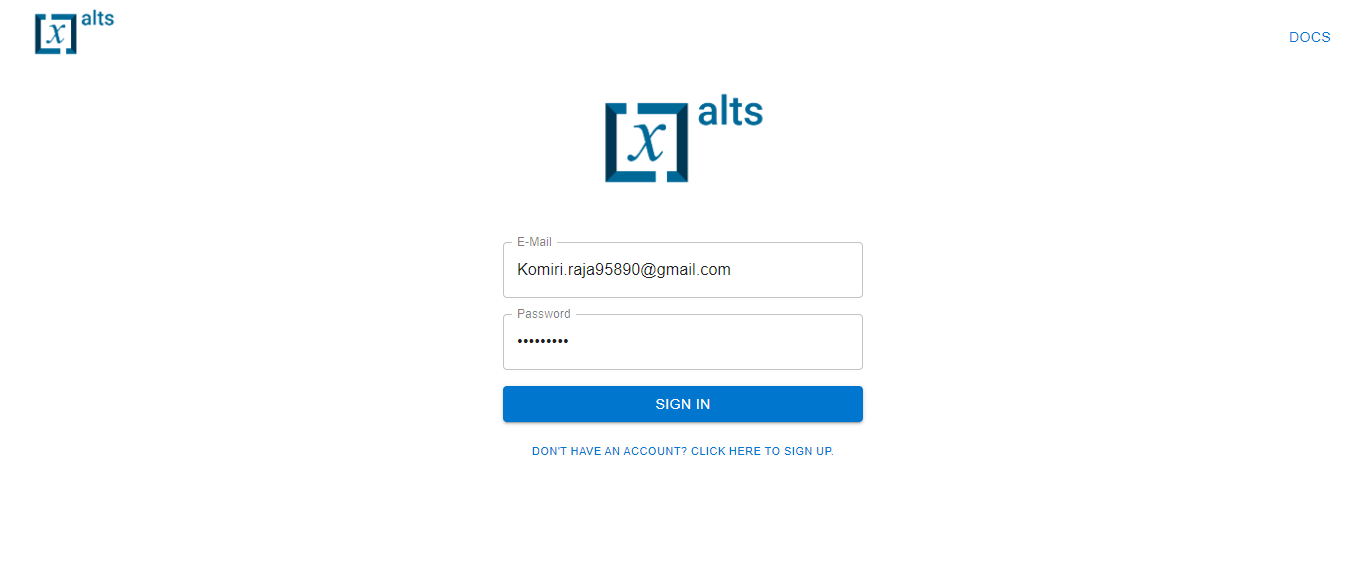 x alts
DOCS
x alts
E-Mail
Komiri.raja95890@gmail.com
Password
•••••••••
SIGN IN
DON'T HAVE AN ACCOUNT? CLICK HERE TO SIGN UP.